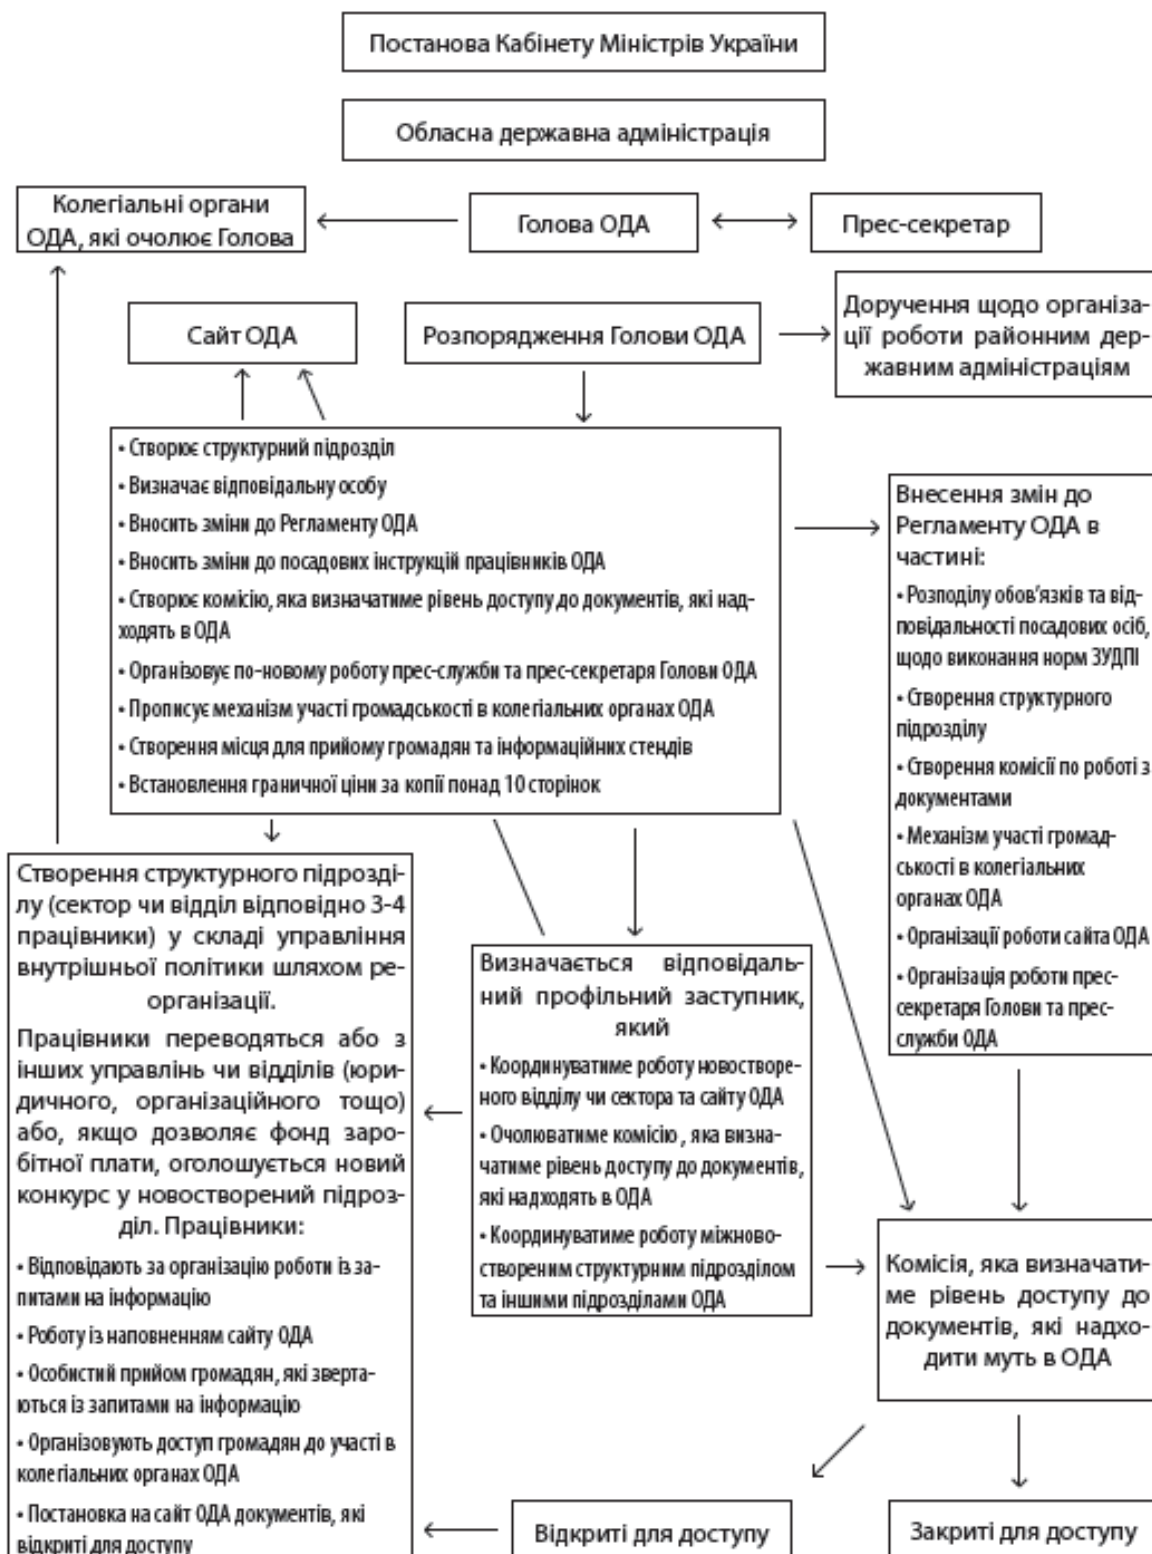 Постанова Кабінету Міністрів України
Обласна державна адміністрація
Колегіальні органи
ОДА, які очолює Голова
Голова ОДА
Прес-секретар
Сайт ОДА
Розпорядження Голови ОДА
Доручення щодо організа-
ції роботи районним дер-
жавним адміністраціям
• Створює структурний підрозділ
• Визначає відповідальну особу
• Вносить зміни до Регламенту ОДА
• Вносить зміни до посадових інструкцій працівників ОДА
• Створює комісію, яка визначатиме рівень доступу до документів, які над-
ходять в ОДА
• Організовує по-новому роботу прес-служби та прес-секретаря Голови ОДА
• Прописує механізм участі громадськості в колегіальних органах ОДА
• Створення місця для прийому громадян та інформаційних стендів
• Встановлення граничної ціни за копії понад 10 сторінок
Внесення змін до
Регламенту ОДА в
частині:
• Розподілу обов'язків та від-
повідальності посадових осіб,
щодо виконання норм ЗУДПІ
• Створення структурного
підрозділу
• Створення комісії по роботі з
документами
• Механізм участі громад-
ськості в колегіальних
органах ОДА
• Організації роботи сайта ОДА
• Організація роботи прес-
секретаря Голови та прес-
служби ОДА
Створення структурного підрозді-
лу (сектор чи відділ відповідно 3-4
працівники) у складі управління
внутрішньої політики шляхом ре-
організації.
Працівники переводяться або з
інших управлінь чи відділів (юри-
дичного, організаційного тощо)
або, якщо дозволяє фонд заро-
бітної плати, оголошується новий
конкурс у новостворений підроз-
діл. Працівники:
• Відповідають за організацію роботи із за-
питами на інформацію
• Роботу із наповненням сайту ОДА
• Особистий прийом громадян, які зверта-
ються із запитами на інформацію
• Організовують доступ громадян до участі в
колегіальних органах ОДА
• Постановка на сайт ОДА документів, які
відкриті для доступу
Визначається відповідаль-
ний профільний заступник,
який
• Координуватиме роботу новостворе-
ного відділу чи сектора та сайту ОДА
• Очолюватиме комісію , яка визна-
чатиме рівень доступу до документів,
які надходять в ОДА
• Координуватиме роботу міжново-
створеним структурним підрозділом
та іншими підрозділами ОДА
Комісія, яка визначати-
ме рівень доступу до
документів, які надхо-
дити муть в ОДА
Відкриті для доступу
Закриті для доступу